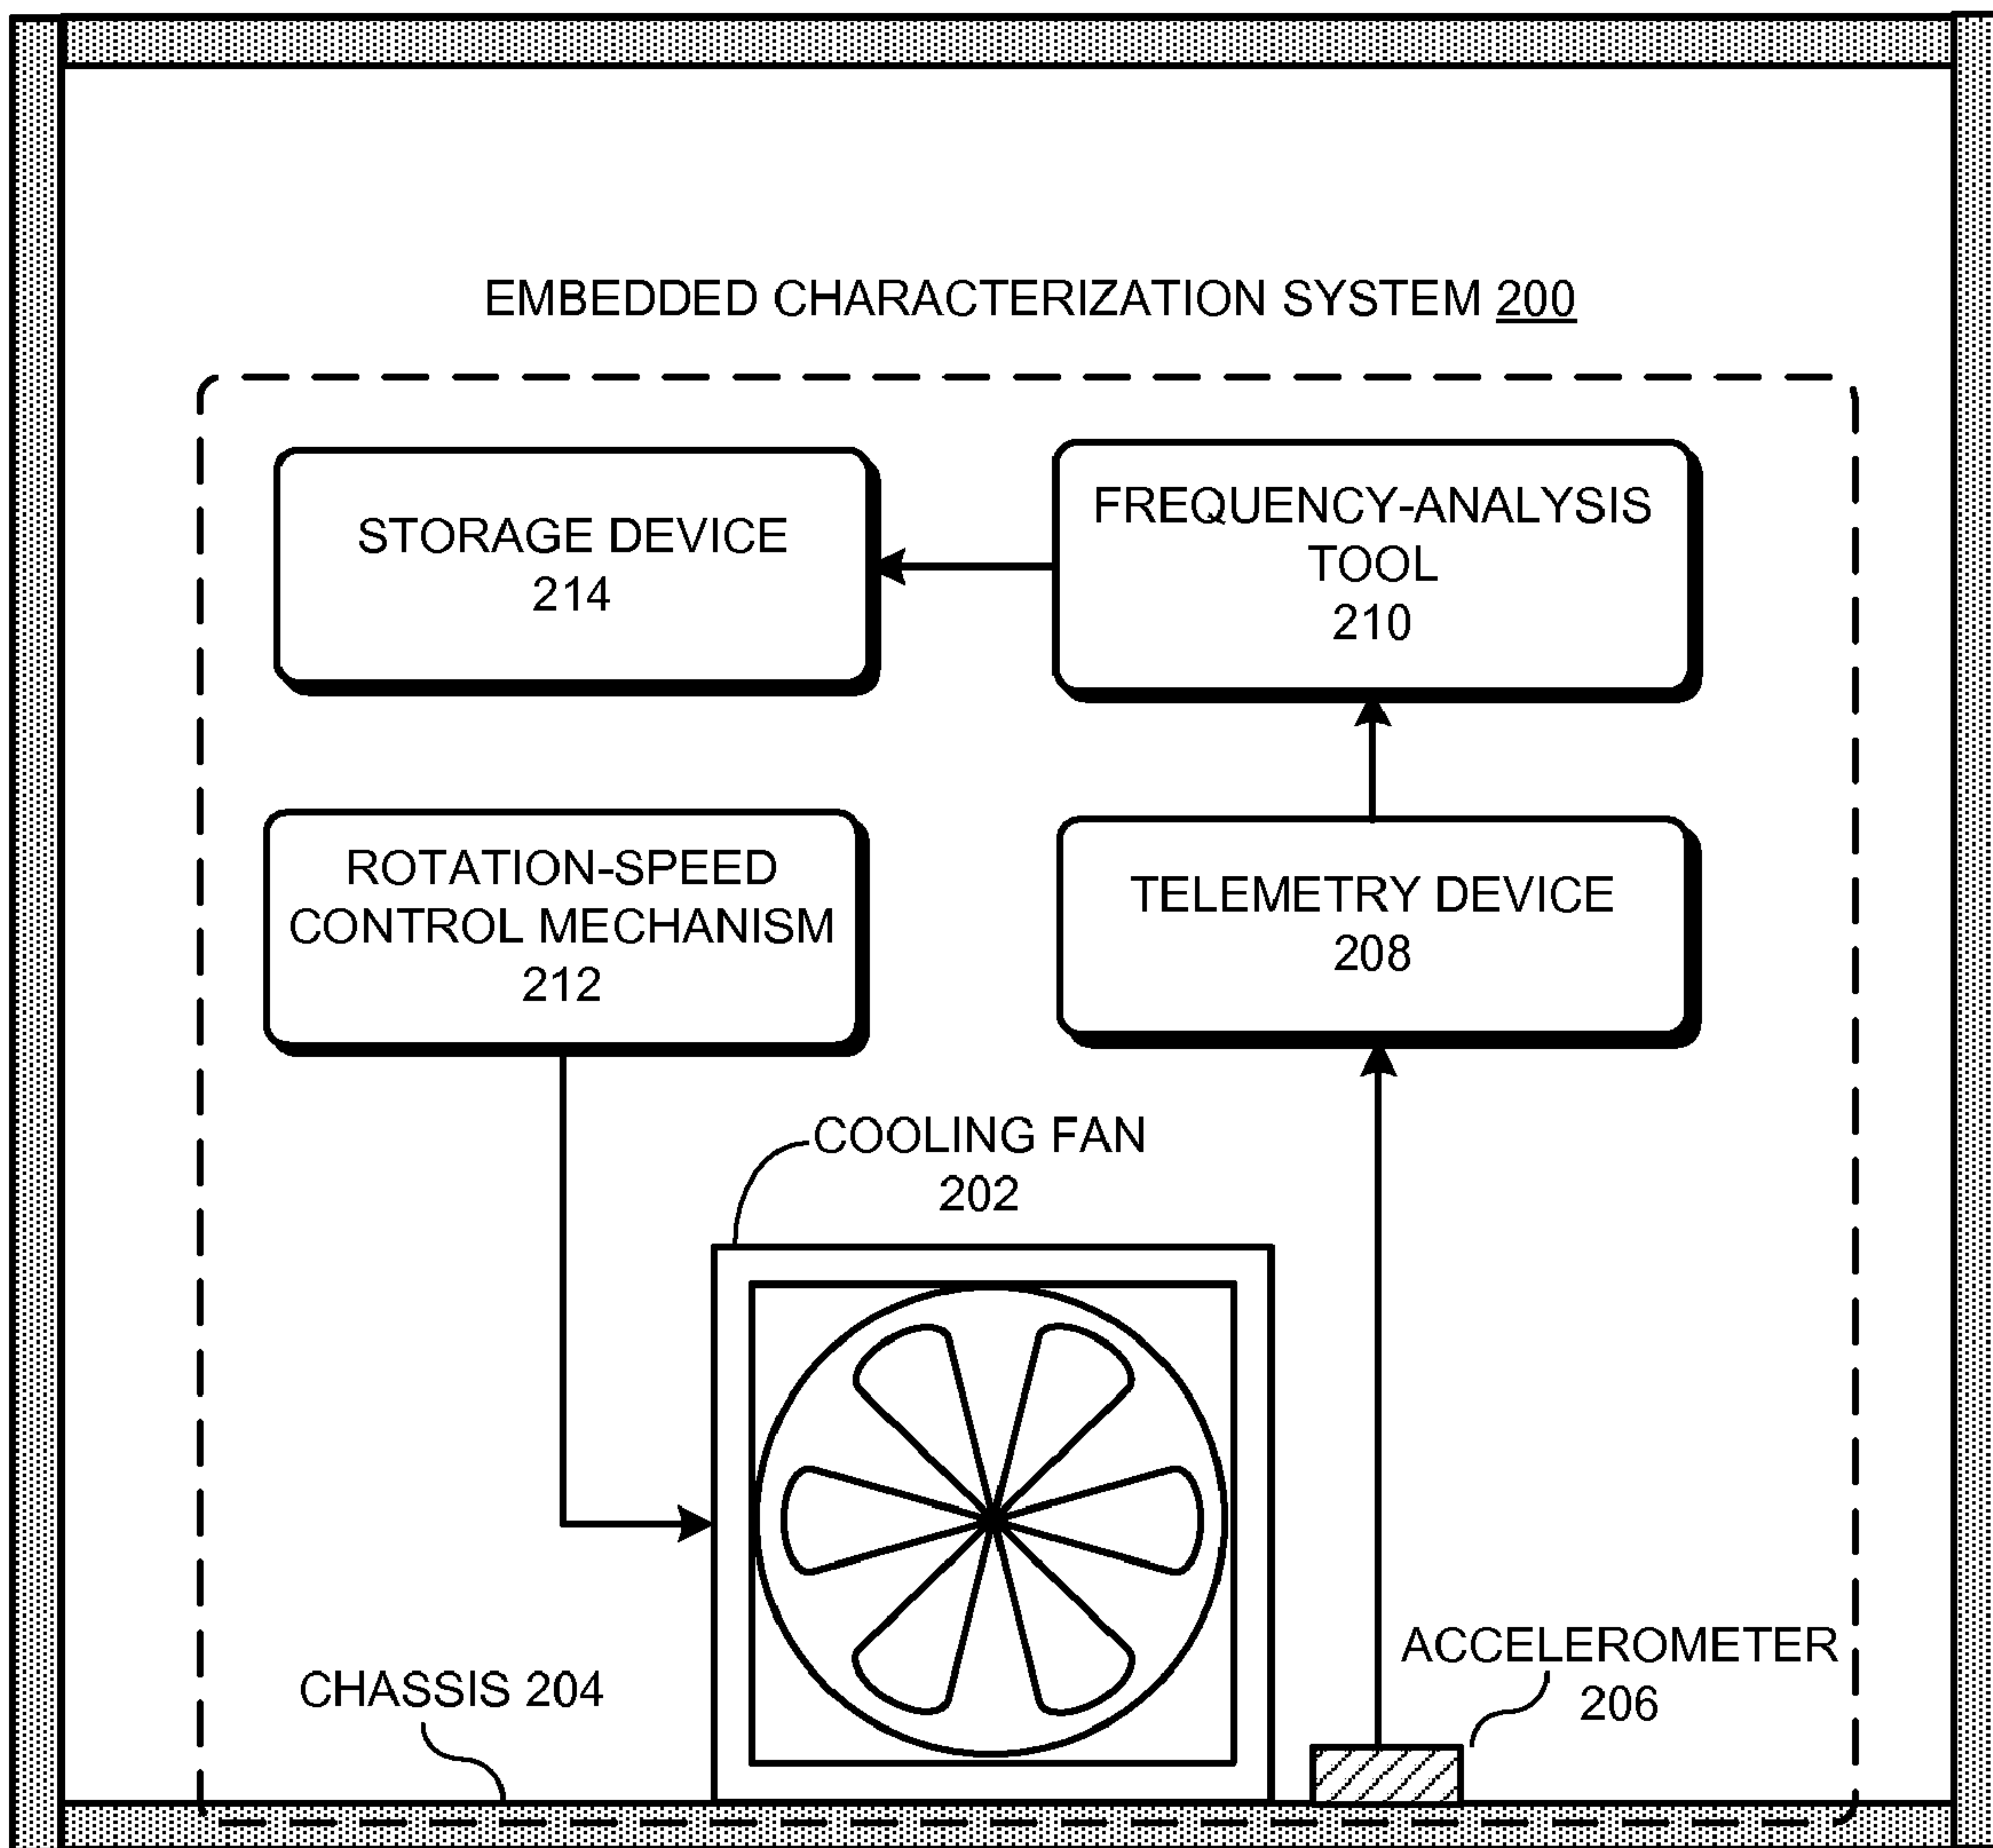 EMBEDDED CHARACTERIZATION SYSTEM 200
STORAGE DEVICE
214
FREQUENCY-ANALYSIS
TOOL
210
ROTATION-SPEED
CONTROL MECHANISM
212
TELEMETRY DEVICE
208
COOLING FAN
202
ACCELEROMETER
206
CHASSIS 204